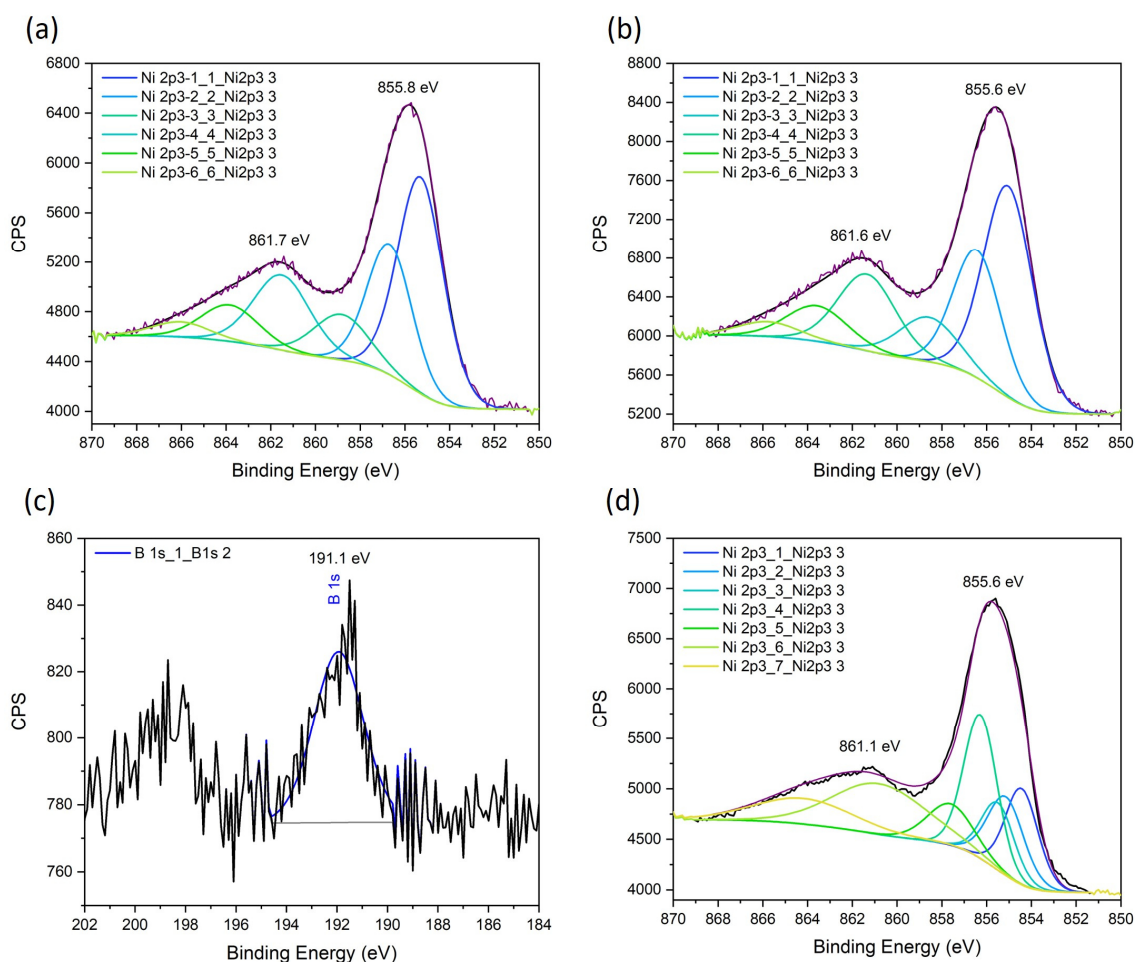 (a)
Ni 2p3-1_1_Ni2p3 3
Ni 2p3-2_2_Ni2p3 3
Ni 2p3-3_3_Ni2p3 3
Ni 2p3-4_4_Ni2p3 3
Ni 2p3-5_5_Ni2p3 3
Ni 2p3-6_6_Ni2p3 3
855.8 eV
861.7 eV
6800
6400
6000
5600
5200
4800
4400
4000
CPS
870 868 866 864 862 860 858 856 854 852 850
Binding Energy (eV)
(b)
Ni 2p3-1_1_Ni2p3 3
Ni 2p3-2_2_Ni2p3 3
Ni 2p3-3_3_Ni2p3 3
Ni 2p3-4_4_Ni2p3 3
Ni 2p3-5_5_Ni2p3 3
Ni 2p3-6_6_Ni2p3 3
855.6 eV
861.6 eV
8800
8400
8000
7600
7200
6800
6400
6000
5600
5200
CPS
870 868 866 864 862 860 858 856 854 852 850
Binding Energy (eV)
(c)
B 1s_1_B1s 2
191.1 eV
B 1s
860
840
820
800
780
760
CPS
202 200 198 196 194 192 190 188 186 184
Binding Energy (eV)
(d)
Ni 2p3_1_Ni2p3 3
Ni 2p3_2_Ni2p3 3
Ni 2p3_3_Ni2p3 3
Ni 2p3_4_Ni2p3 3
Ni 2p3_5_Ni2p3 3
Ni 2p3_6_Ni2p3 3
Ni 2p3_7_Ni2p3 3
855.6 eV
861.1 eV
7500
7000
6500
6000
5500
5000
4500
4000
CPS
870 868 866 864 862 860 858 856 854 852 850
Binding Energy (eV)